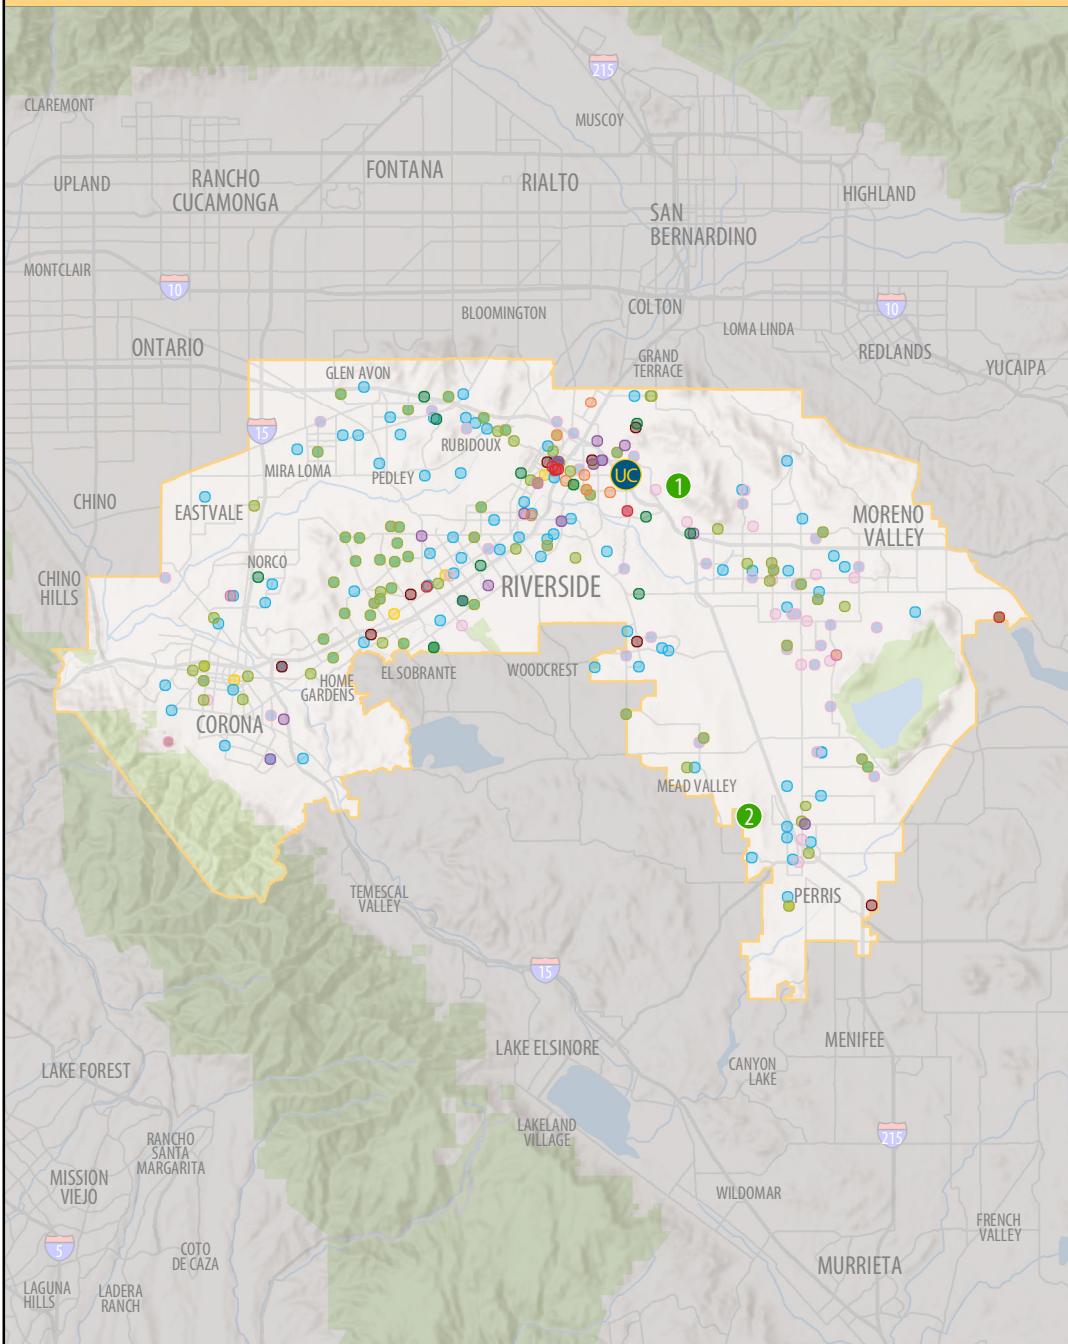 215
CLAREMONT
MUSCOY
FONTANA
UPLAND
RANCHO
CUCAMONGA
RIALTO
HIGHLAND
SAN
BERNARDINO
MONTCLAIR
10
COLTON
10
BLOOMINGTON
LOMA LINDA
ONTARIO
GRAND
TERRACE
REDLANDS
YUCAIPA
GLEN AVON
15
RUBIDOUX
MIRA LOMA
PEDLEY
UC
1
CHINO
EASTVALE
MORENO
VALLEY
NORCO
CHINO
HILLS
RIVERSIDE
EL SOBRANTE
WOODCREST
HOME
GARDENS
CORONA
MEAD VALLEY
2
TEMESCAL
VALLEY
PERRIS
15
LAKE ELSINORE
MENIFEE
CANYON
LAKE
LAKE FOREST
LAKELAND
VILLAGE
215
RANCHO
SANTA
MARGARITA
MISSION
VIEJO
WILDOMAR
FRENCH
VALLEY
5
COTO
DE CAZA
MURRIETA
LAGUNA
HILLS
LADERA
RANCH